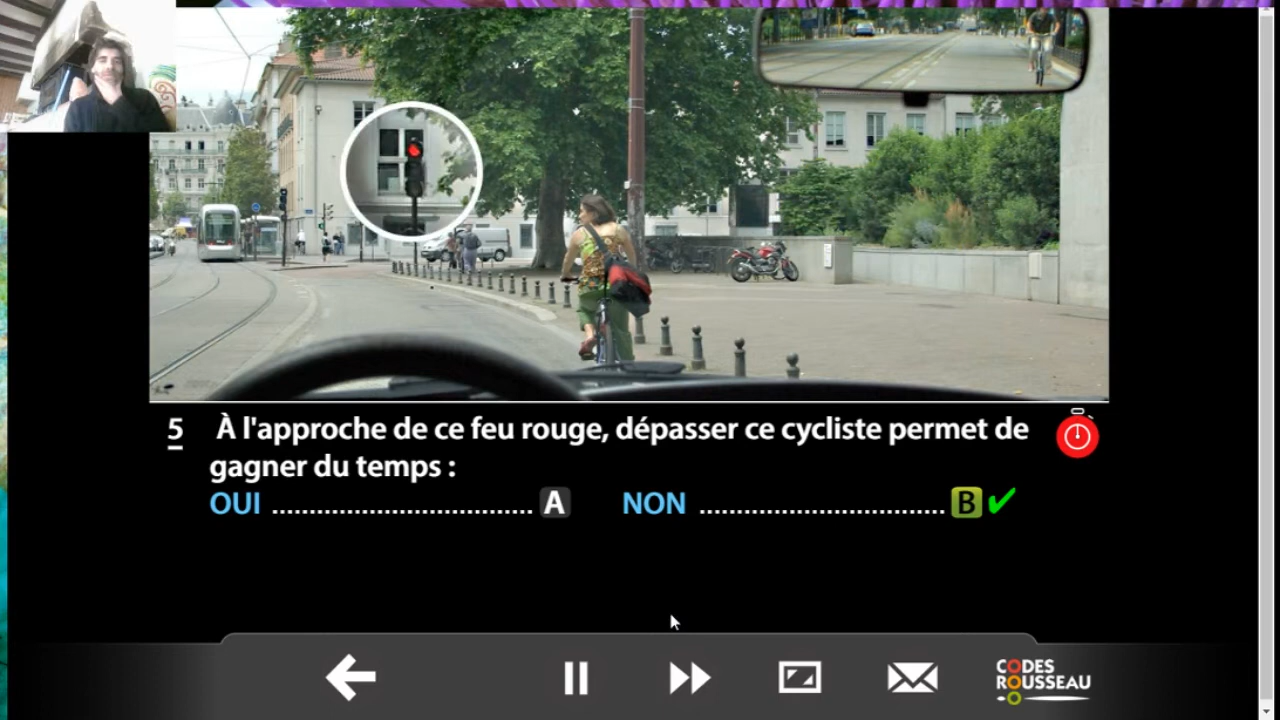 5 À l'approche de ce feu rouge, dépasser ce cycliste permet de
gagner du temps :
OUI .................................. A NON ................................. B
CODES
ROUSSEAU